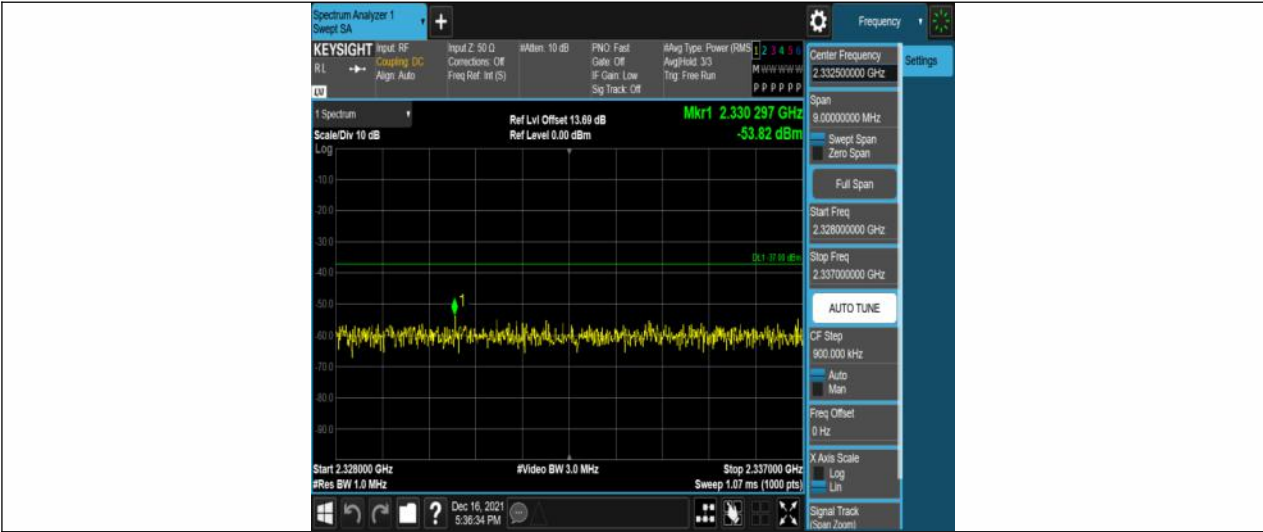 Spectrum Analyzer 1
Swept SA
+
Frequency
KEYSIGHT Input: RF Input Z: 50 Ω #Atten: 10 dB PNO: Fast #Avg Type: Power (RMS 1 2 3 4 5 6
RL Coupling: DC Corrections: Off Gate: Off Avg|Hold: 3/3 M W W W W W
Align: Auto Freq Ref: Int (S) IF Gain: Low Trig: Free Run
LXI Sig Track: Off P P P P P P
1 Spectrum
Ref Lvl Offset 13.69 dB
Mkr1 2.330 297 GHz
Scale/Div 10 dB
Ref Level 0.00 dBm
-53.82 dBm
Log
-10.0
-20.0
-30.0
DL1 -37.00 dBm
-40.0
-50.0
1
-60.0
-70.0
-80.0
-90.0
Start 2.328000 GHz #Video BW 3.0 MHz Stop 2.337000 GHz
#Res BW 1.0 MHz Sweep 1.07 ms (1000 pts)
?
Dec 16, 2021
5:36:34 PM
Center Frequency
2.332500000 GHz
Settings
Span
9.00000000 MHz
Swept Span
Zero Span
Full Span
Start Freq
2.328000000 GHz
Stop Freq
2.337000000 GHz
AUTO TUNE
CF Step
900.000 kHz
Auto
Man
Freq Offset
0 Hz
X Axis Scale
Log
Lin
Signal Track
(Span Zoom)